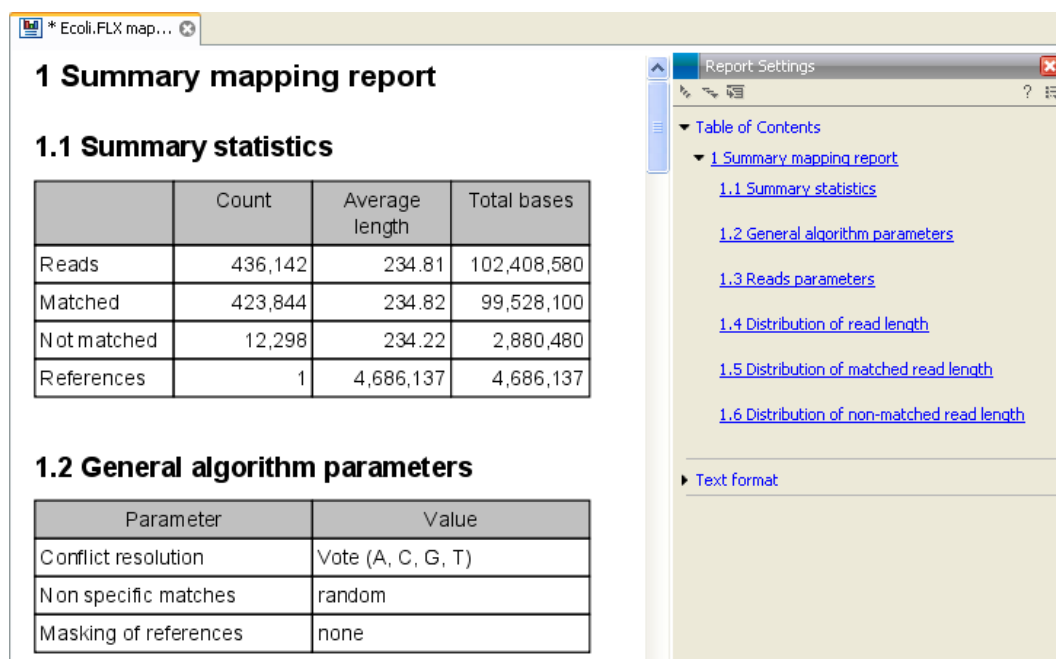 * Ecoli.FLX map...
1 Summary mapping report
1.1 Summary statistics
Count Average length Total bases
Reads 436,142 234.81 102,408,580
Matched 423,844 234.82 99,528,100
Not matched 12,298 234.22 2,880,480
References 1 4,686,137 4,686,137
1.2 General algorithm parameters
Parameter Value
Conflict resolution Vote (A, C, G, T)
Non specific matches random
Masking of references none
Report Settings
?
Table of Contents
1 Summary mapping report
1.1 Summary statistics
1.2 General algorithm parameters
1.3 Reads parameters
1.4 Distribution of read length
1.5 Distribution of matched read length
1.6 Distribution of non-matched read length
Text format